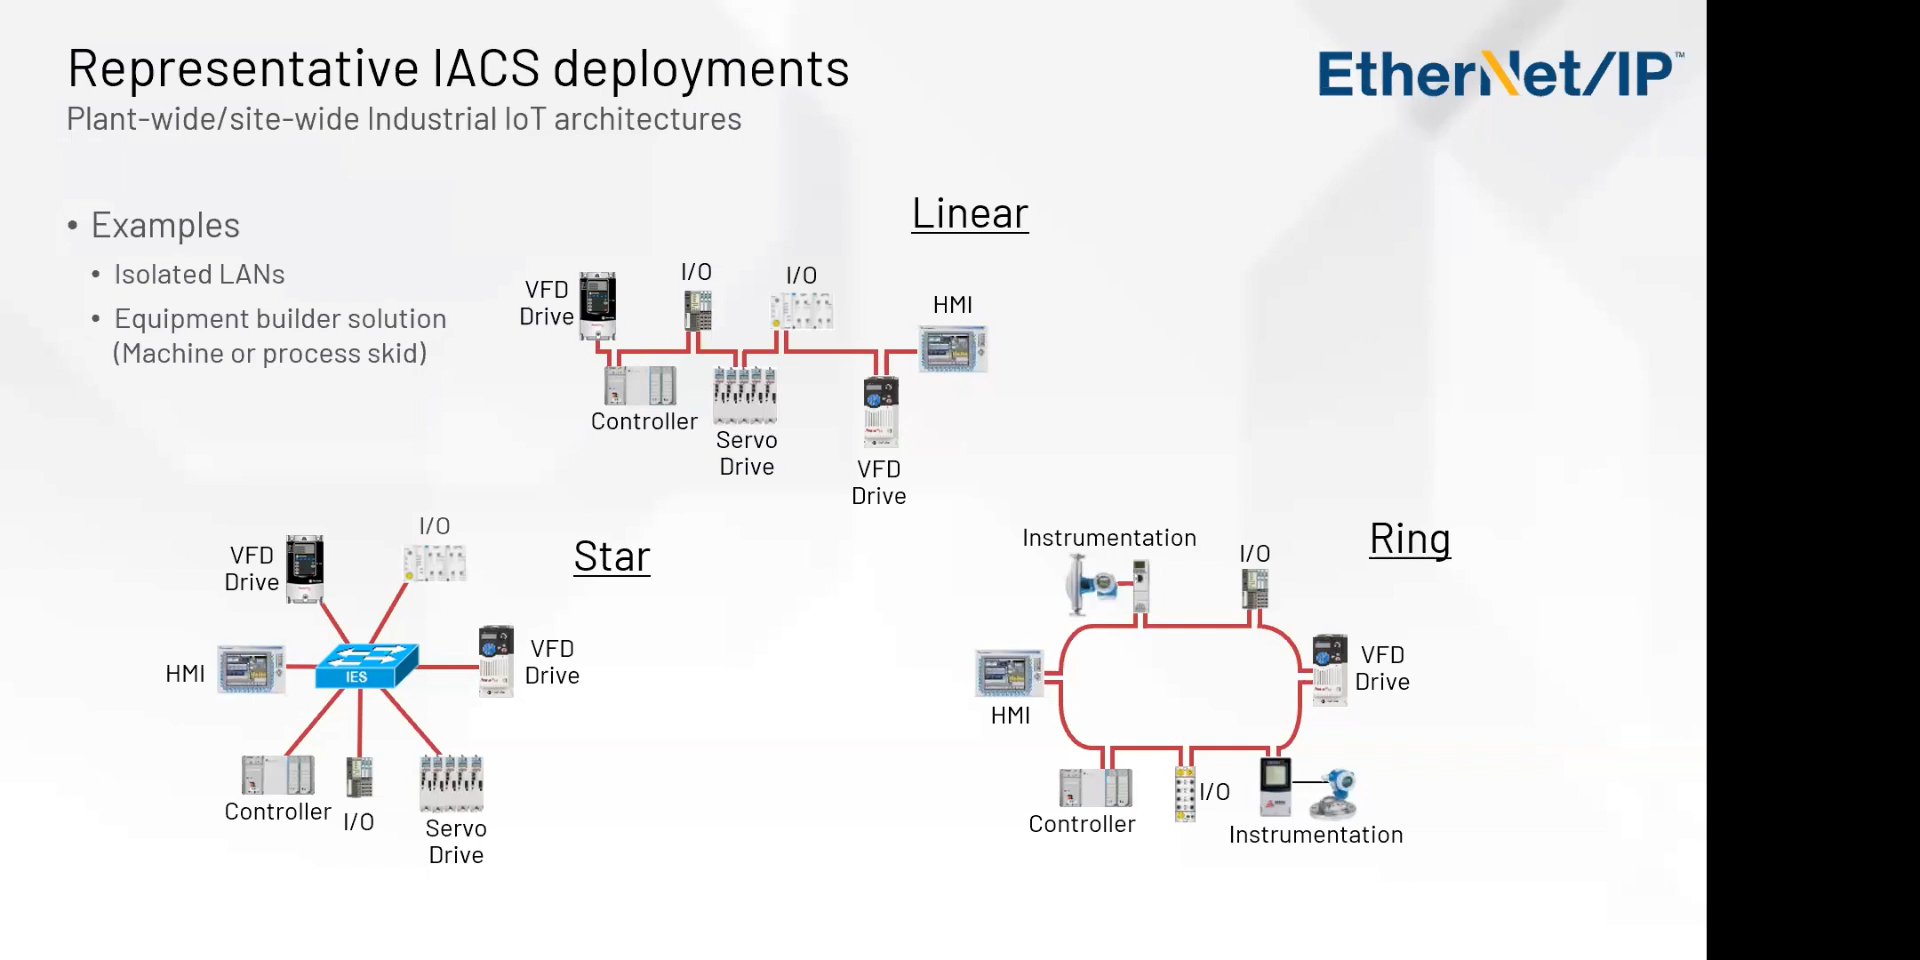 Representative IACS deployments
Plant-wide/site-wide Industrial IoT architectures
EtherNet/IP™
• Examples
• Isolated LANs
• Equipment builder solution
(Machine or process skid)
Linear
VFD
Drive
I/O
I/O
HMI
Controller
Servo
Drive
VFD
Drive
Star
VFD
Drive
I/O
HMI
IES
VFD
Drive
Controller
I/O
Servo
Drive
Ring
Instrumentation
I/O
HMI
VFD
Drive
Controller
I/O
Instrumentation